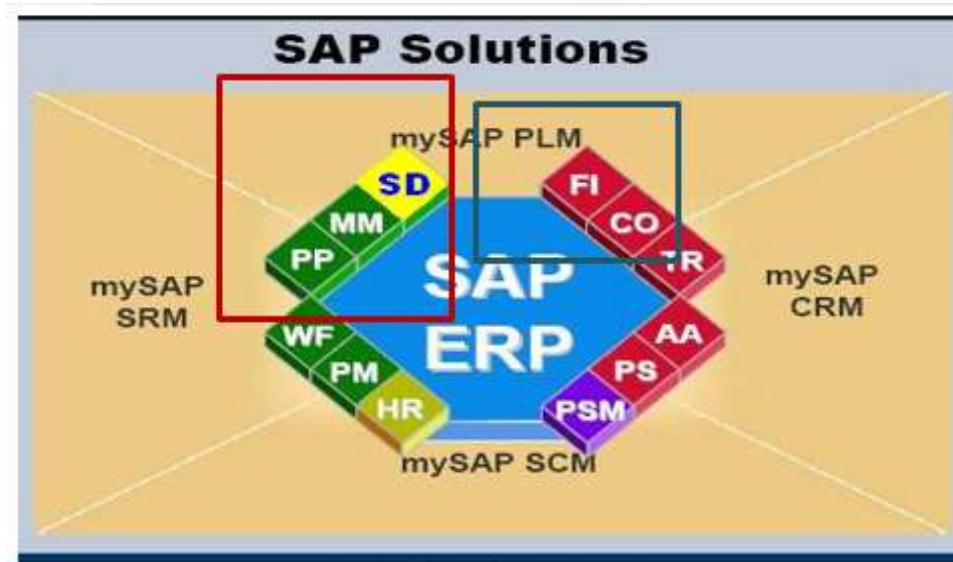 SAP Solutions
mySAP PLM
SD
FI
MM
CO
PP
TR
SAP
ERP
mySAP
SRM
mySAP
CRM
WF
AA
PM
PS
HR
PSM
mySAP SCM